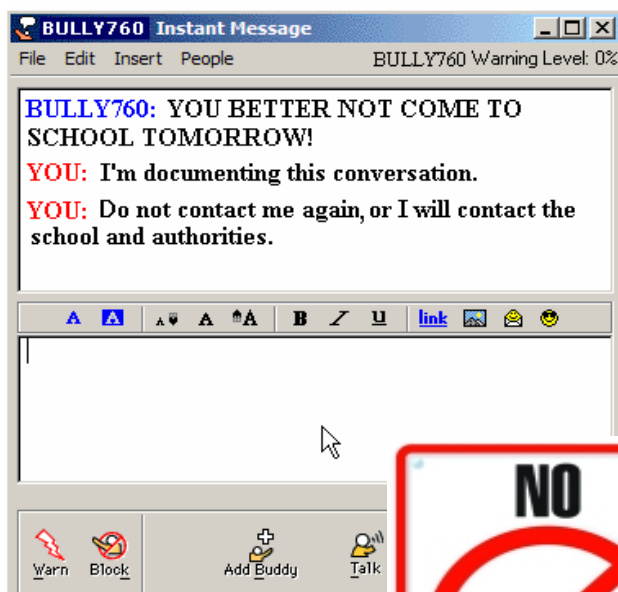 BULLY760 Instant Message
File Edit Insert People BULLY760 Warning Level: 0%
BULLY760: YOU BETTER NOT COME TO
SCHOOL TOMORROW!
YOU: I'm documenting this conversation.
YOU: Do not contact me again, or I will contact the
school and authorities.
A A A A A B I U link
NO
Warn Block Add Buddy Talk